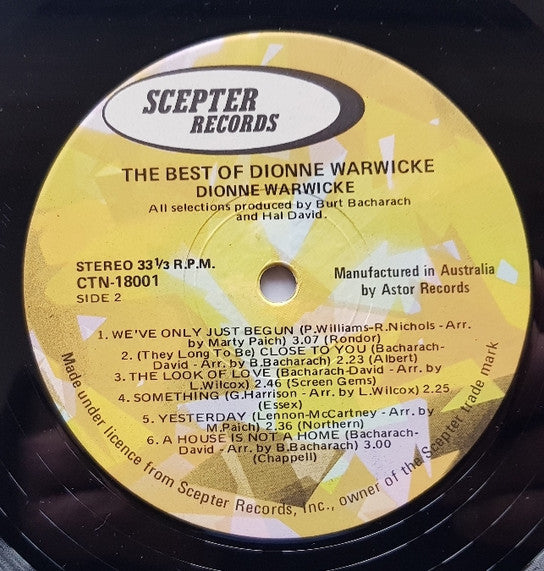 SCEPTER
RECORDS
THE BEST OF DIONNE WARWICKE
DIONNE WARWICKE
All selections produced by Burt Bacharach
and Hal David.
STEREO 33 1/3 R.P.M.
CTN-18001
SIDE 2
Manufactured in Australia
by Astor Records
1. WE'VE ONLY JUST BEGUN (P.Williams-R.Nichols - Arr.
by Marty Paich) 3.07 (Rondor)
2. (They Long To Be) CLOSE TO YOU (Bacharach-
David - Arr. by B.Bacharach) 2.23 (Albert)
3. THE LOOK OF LOVE (Bacharach-David - Arr. by
L.Wilcox) 2.46 (Screen Gems)
4. SOMETHING (G.Harrison - Arr. by L.Wilcox) 2.25
(Essex)
5. YESTERDAY (Lennon-McCartney - Arr. by
M.Paich) 2.36 (Northern)
6. A HOUSE IS NOT A HOME (Bacharach-
David - Arr. by B.Bacharach) 3.00
(Chappell)
Made under licence from Scepter Records, Inc., owner of the Scepter trade mark